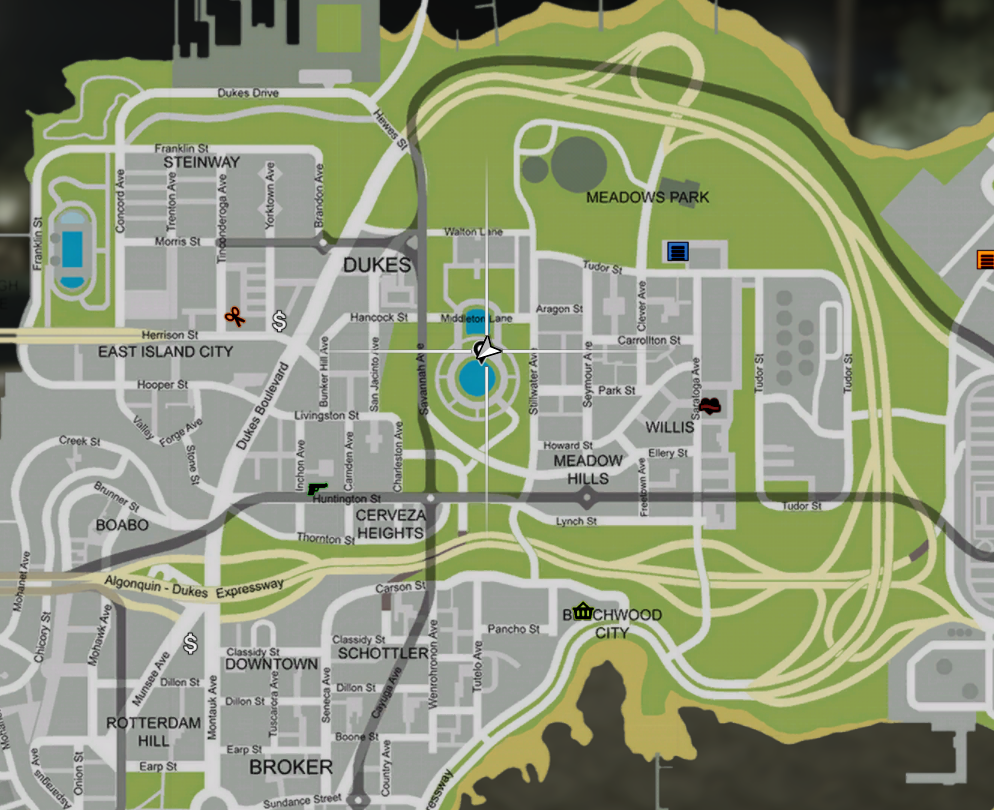 Dukes Drive
Hewes St
Franklin St
STEINWAY
Concord Ave
Trenton Ave
Ticonderoga Ave
Yorktown Ave
Brandon Ave
MEADOWS PARK
Franklin St
Morris St
Walton Lane
DUKES
Tudor St
Clever Ave
Hancock St
Middleton Lane
Aragon St
Herrison St
EAST ISLAND CITY
Carrollton St
Bunker Hill Ave
San Jacinto Ave
Savannah Ave
Stillwater Ave
Seymour Ave
Saratoga Ave
Tudor St
Tudor St
Hooper St
Park St
Dukes Boulevard
Livingston St
WILLIS
Valley Forge Ave
Creek St
Stone St
Inchon Ave
Camden Ave
Charleston Ave
Howard St
Ellery St
MEADOW
HILLS
Freetown Ave
Brunner St
Huntington St
Tudor St
BOABO
CERVEZA
HEIGHTS
Lynch St
Thornton St
Mohanet Ave
Algonquin - Dukes Expressway
Carson St
Chicory St
Mohawk Ave
CITY
Pancho St
Classidy St
SCHOTTLER
Classidy St
DOWNTOWN
Munsee Ave
Dillon St
Dillon St
Dillon St
Montauk Ave
Tuscarora Ave
Seneca Ave
Cayuga Ave
Wenrohronon Ave
Tutelo Ave
ROTTERDAM
HILL
Boone St
Earp St
Earp St
BROKER
Country Ave
Onion St
Asparagus Ave
Sundance Street